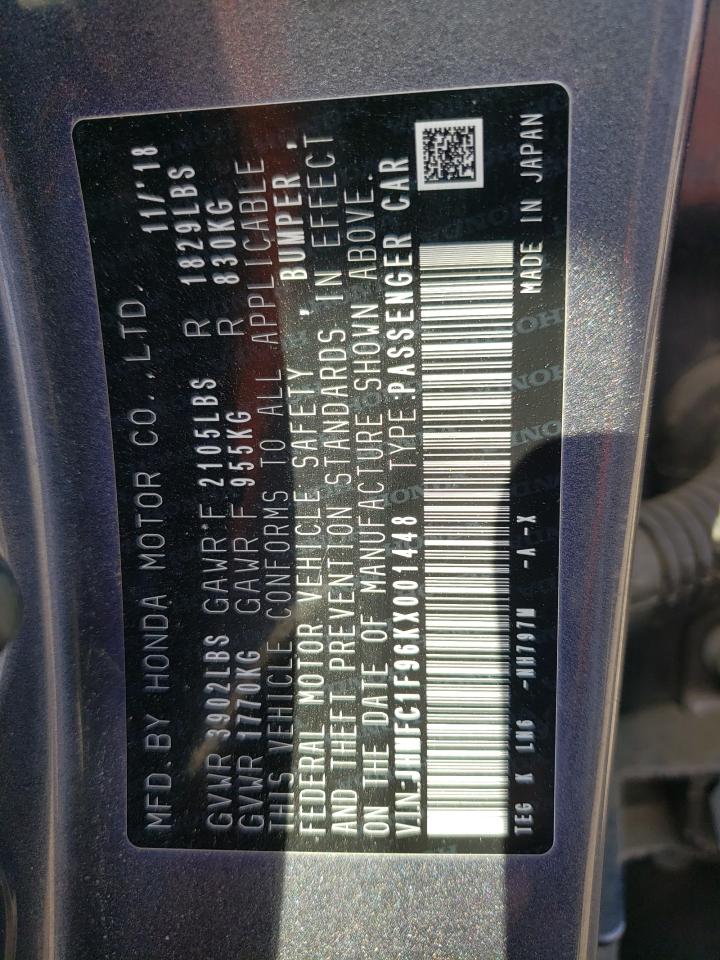 MFD. BY HONDA MOTOR CO., LTD. 11/'18
GVWR 3902LBS GAWR F 2105LBS R 1829LBS
GVWR 1770KG GAWR F 955KG R 830KG
THIS VEHICLE CONFORMS TO ALL APPLICABLE
FEDERAL MOTOR VEHICLE SAFETY, BUMPER,
AND THEFT PREVENTION STANDARDS IN EFFECT
ON THE DATE OF MANUFACTURE SHOWN ABOVE.
V.I.N:JHMFC1F96KX001448 TYPE:PASSENGER CAR
TEG K LN6 -NH797M -A-X MADE IN JAPAN